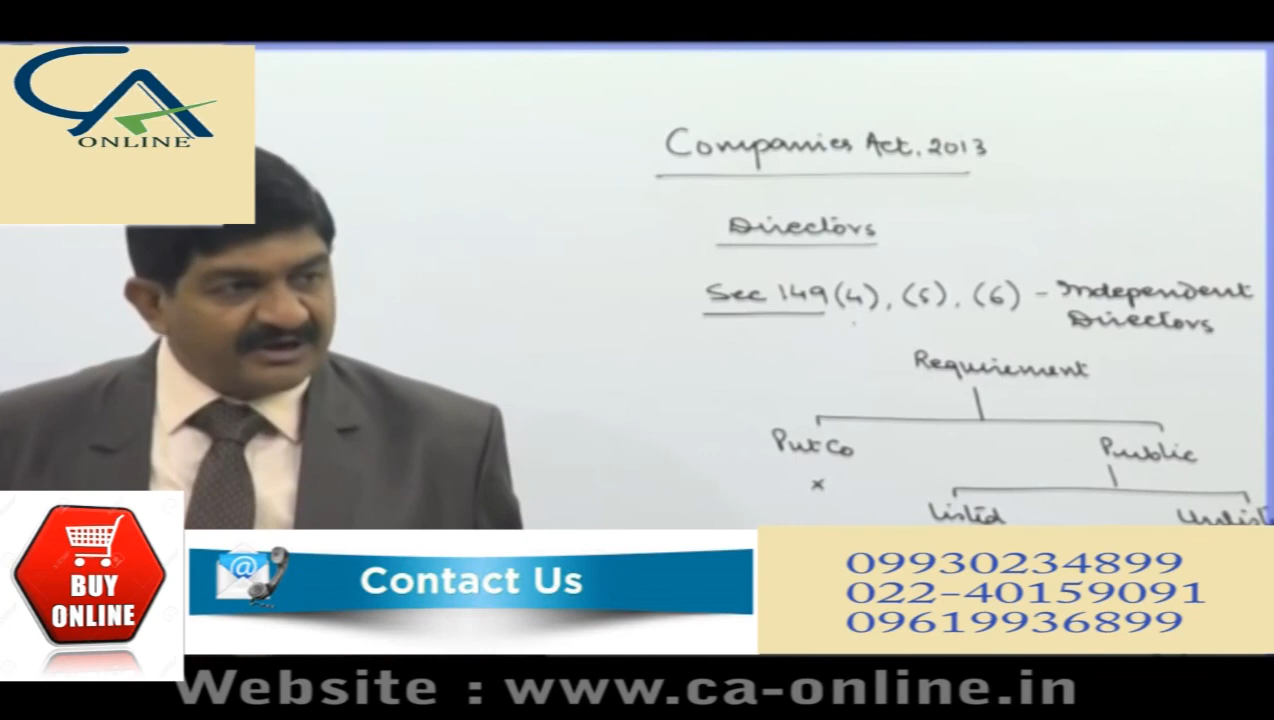 CA
ONLINE
Companies Act, 2013
Directors
Sec 149 (4), (5), (6) - Independent
Directors
Requirement
Pvt Co
Public
x
Listed
BUY
ONLINE
Contact Us
09930234899
022-40159091
09619936899
Website : www.ca-online.in